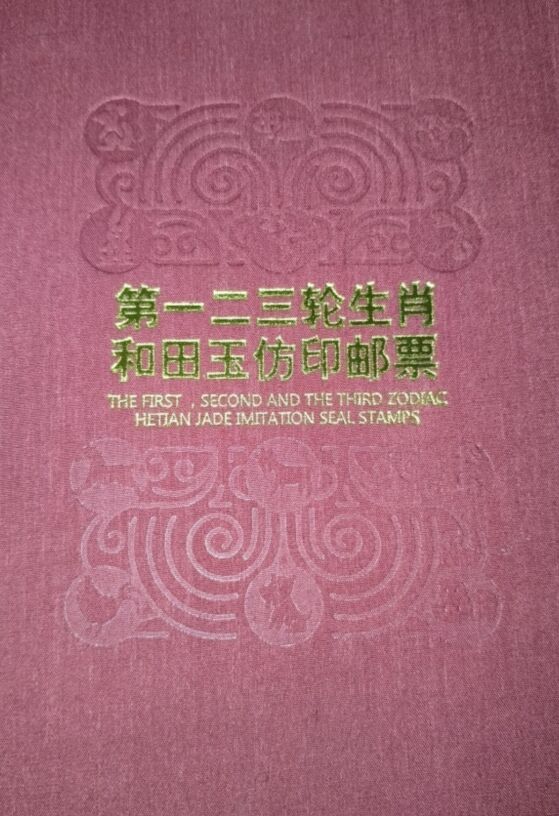 第一二三轮生肖
和田玉仿印邮票
THE FIRST , SECOND AND THE THIRD ZODIAC
HETIAN JADE IMITATION SEAL STAMPS